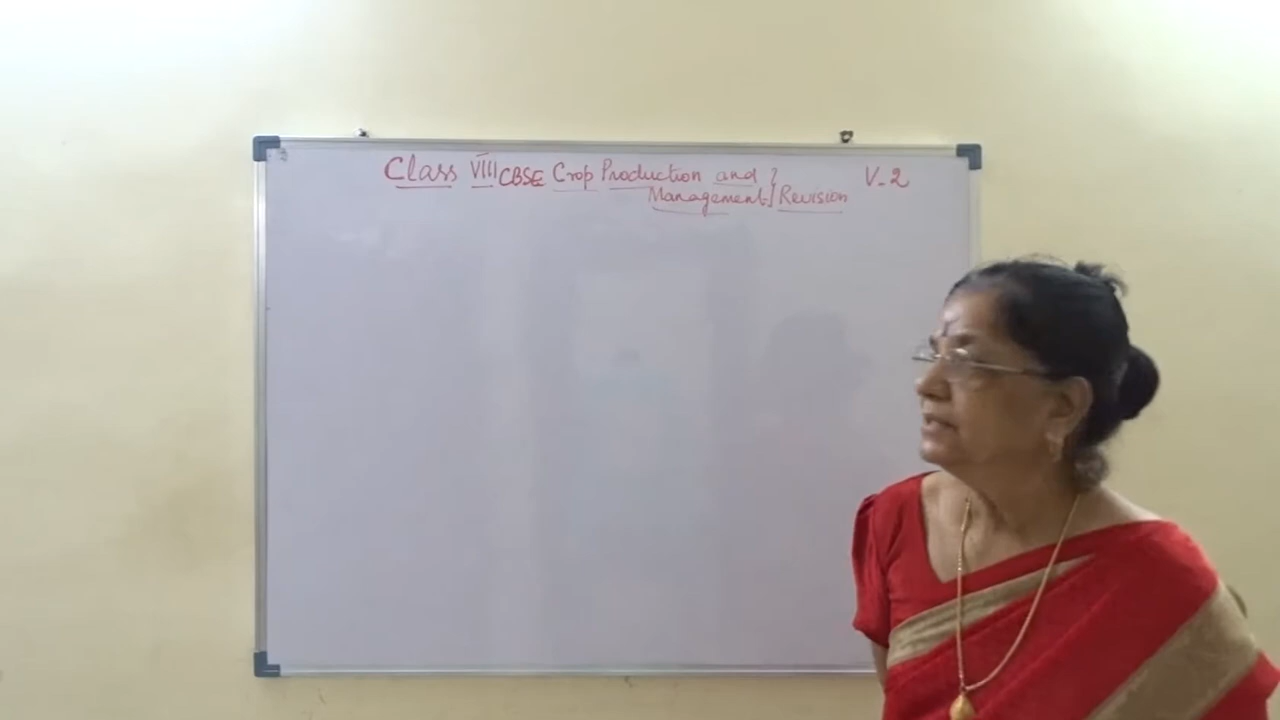 Class VIII CBSE Crop Production and } V-2
Management } Revision